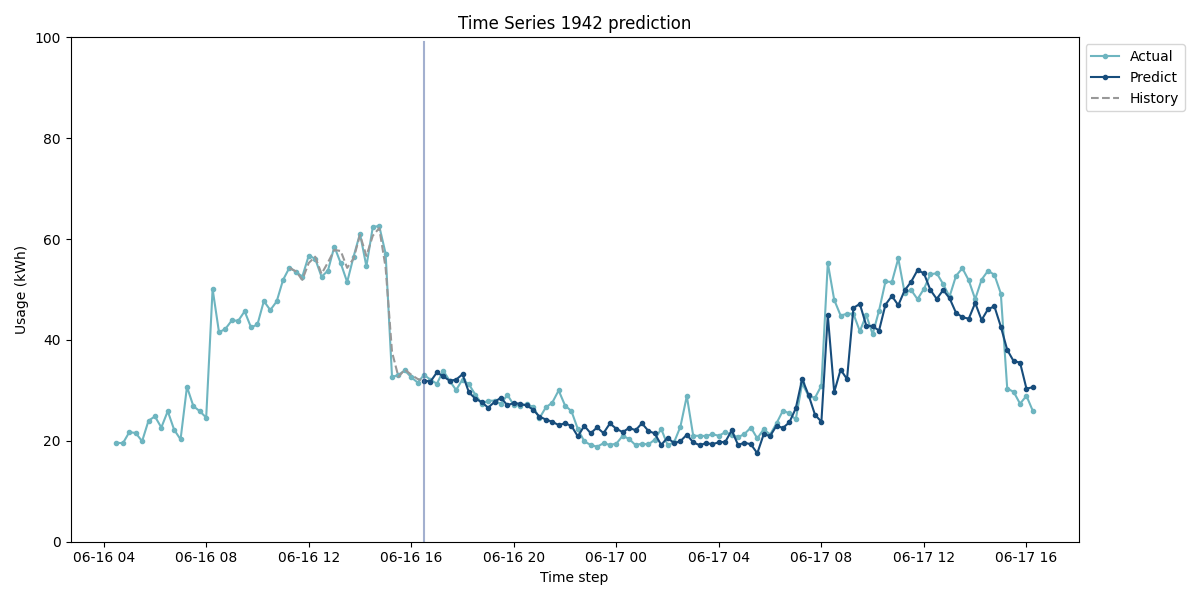 Time Series 1942 prediction
100
80
60
40
20
0
Usage (kWh)
06-16 04
06-16 08
06-16 12
06-16 16
06-16 20
06-17 00
06-17 04
06-17 08
06-17 12
06-17 16
Time step
Actual
Predict
History